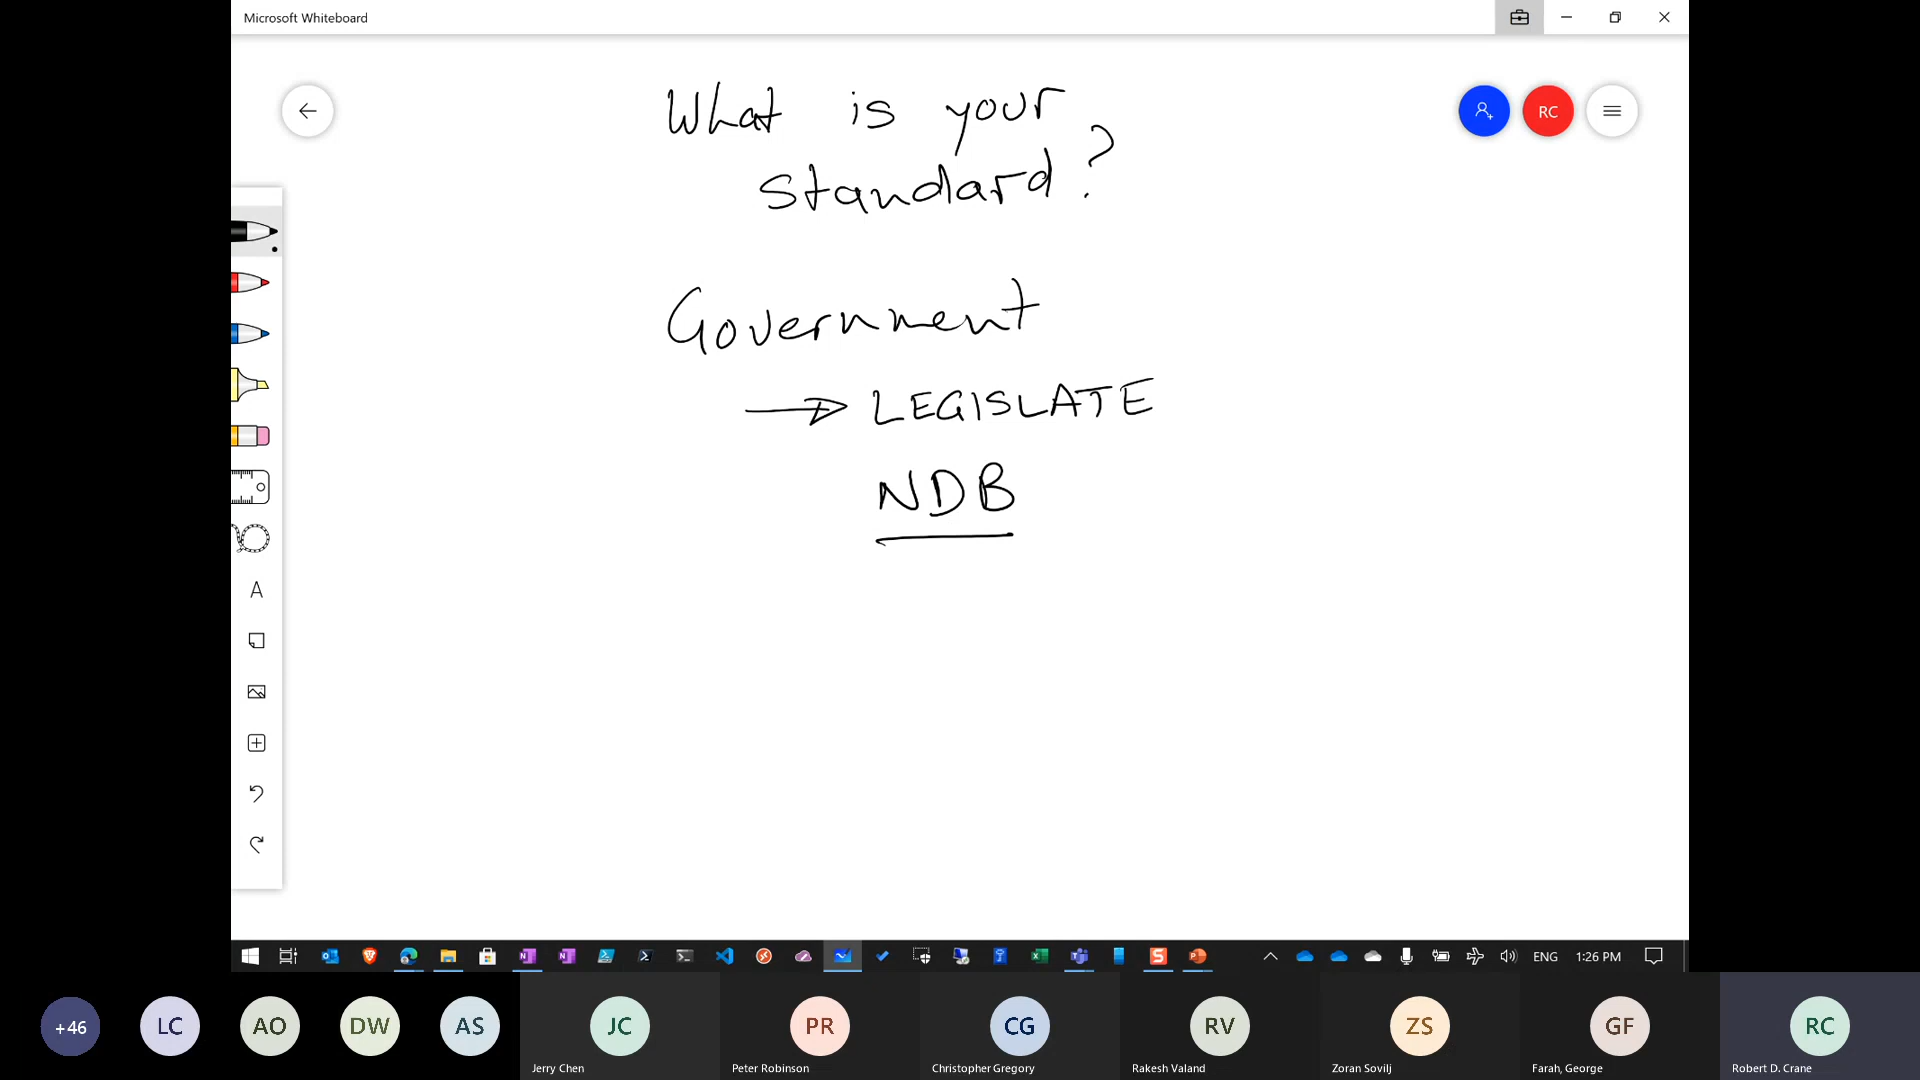 Microsoft Whiteboard
What is your
standard?
RC
Government
→ LEGISLATE
NDB
A
ENG
1:26 PM
+46
LC
AO
DW
AS
JC
PR
CG
RV
ZS
GF
RC
Jerry Chen
Peter Robinson
Christopher Gregory
Rakesh Valand
Zoran Sovilj
Farah, George
Robert D. Crane